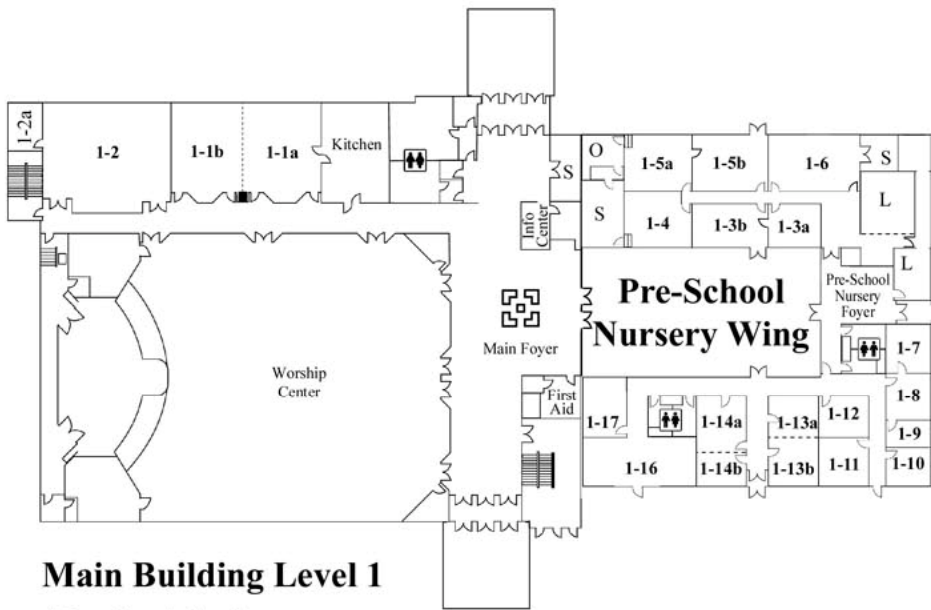 1-2a
1-2
1-1b
1-1a
Kitchen
S
Info
Center
O
S
1-5a
1-5b
1-6
S
L
1-4
1-3b
1-3a
L
Pre-School
Nursery Wing
Pre-School
Nursery
Foyer
Main Foyer
Worship
Center
First
Aid
1-7
1-8
1-9
1-10
1-17
1-14a
1-13a
1-12
1-16
1-14b
1-13b
1-11
Main Building Level 1